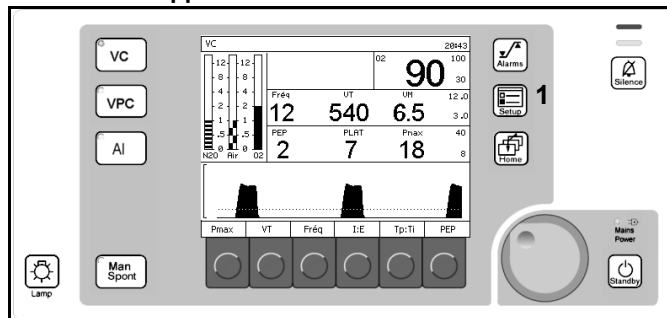 VC
VPC
AI
Man
Spont
Lamp
VC 20:43
12 12
8 8
4 4
2 2
1 1
.5 .5
0 0
N2O Air O2
O2 90 100
30
Fréq VT VM 12.0
12 540 6.5 3.0
PEP PLAT Pmax 40
2 7 18 8
Pmax VT Fréq I:E Tp:Ti PEP
Alarms
Setup 1
Home
Silence
Mains
Power
Standby